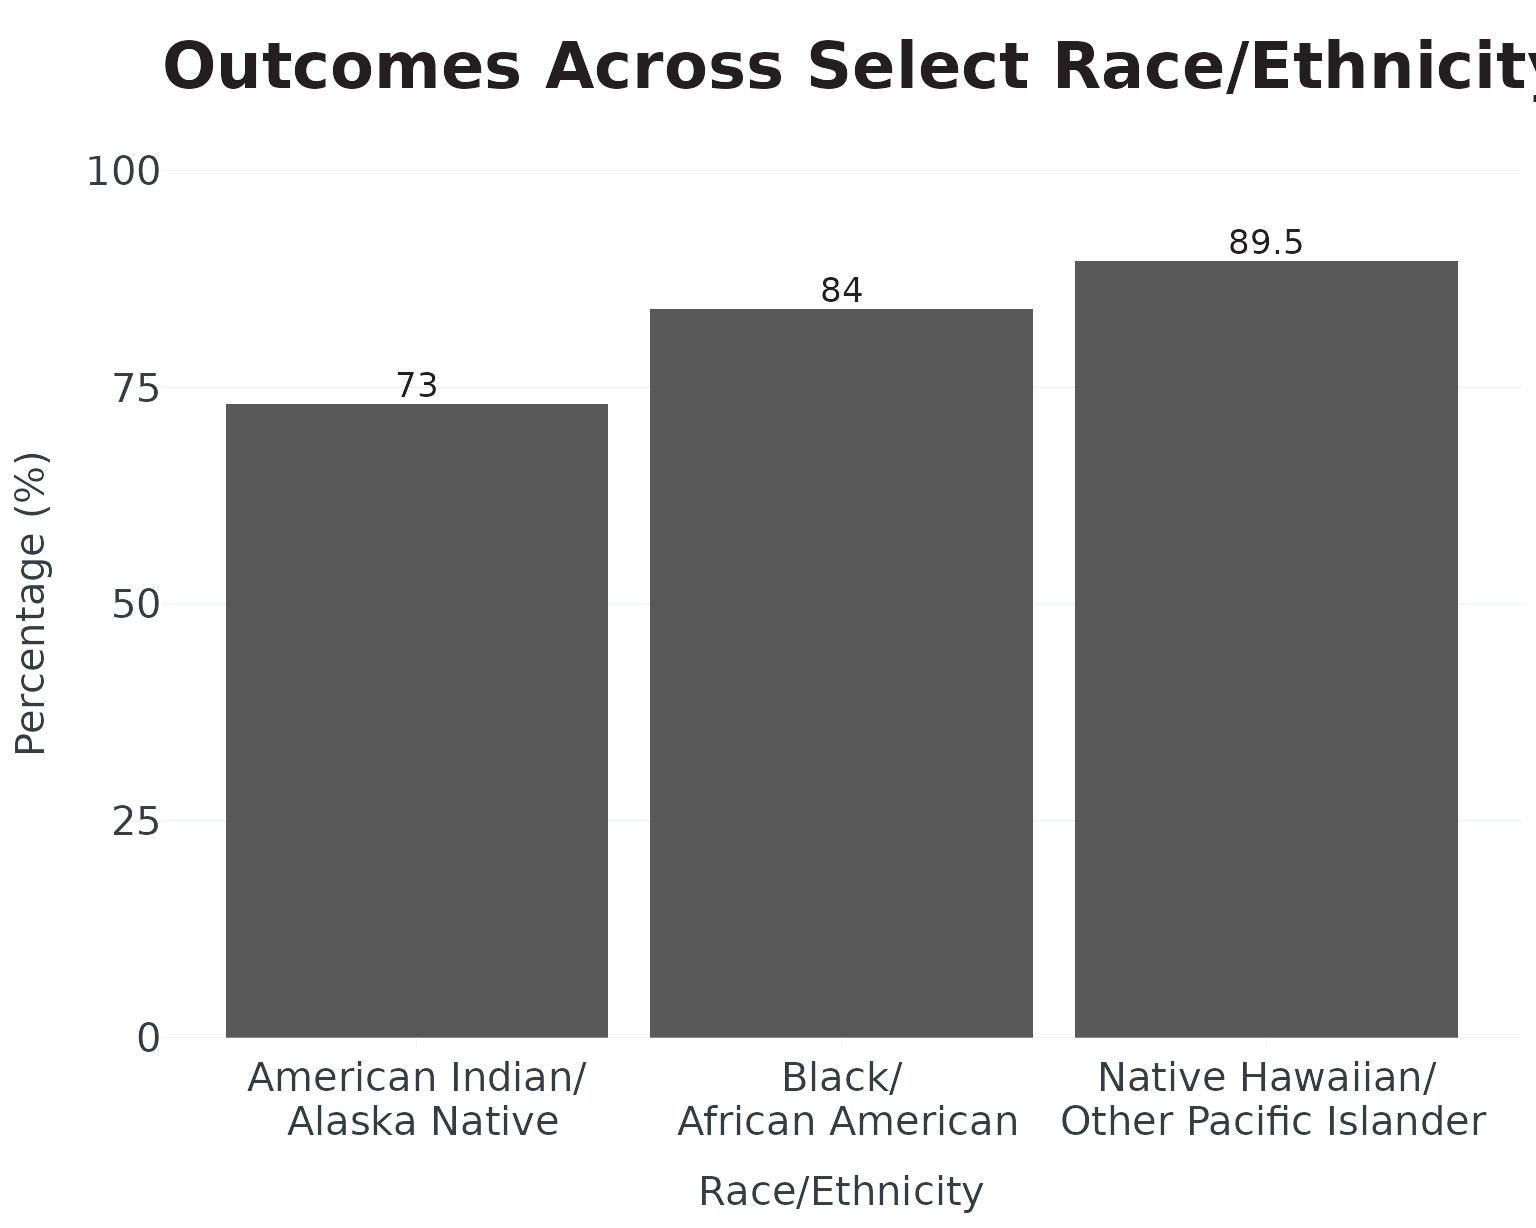 Outcomes Across Select Race/Ethnicity
100
89.5
84
75
73
50
25
0
Percentage (%)
American Indian/
Alaska Native
Black/
African American
Native Hawaiian/
Other Pacific Islander
Race/Ethnicity